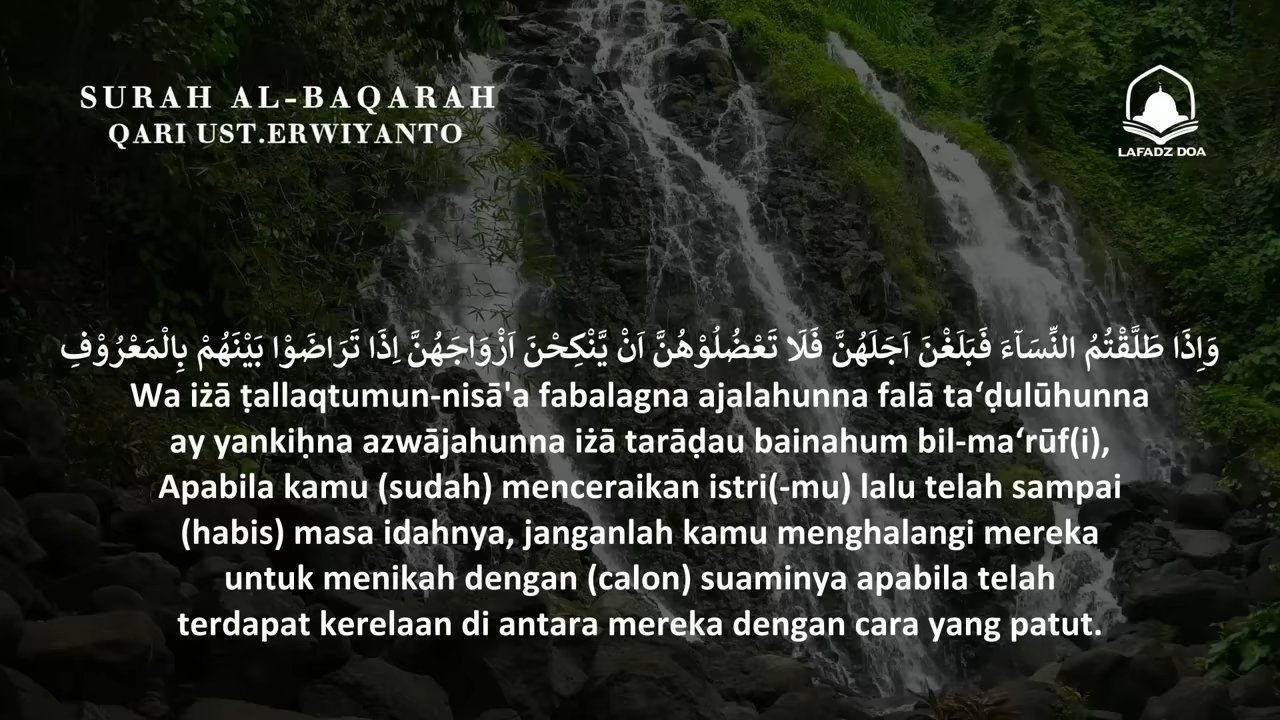 SURAH AL-BAQARAH
QARI UST.ERWIYANTO
LAFADZ DOA
وَاِذَا طَلَّقْتُمُ النِّسَاۤءَ فَبَلَغْنَ اَجَلَهُنَّ فَلَا تَعْضُلُوْهُنَّ اَنْ يَّنْكِحْنَ اَزْوَاجَهُنَّ اِذَا تَرَاضَوْا بَيْنَهُمْ بِالْمَعْرُوْفِ
Wa iżā ṭallaqtumun-nisā'a fabalagna ajalahunna falā ta‘ḍulūhunna
ay yankiḥna azwājahunna iżā tarāḍau bainahum bil-ma‘rūf(i),
Apabila kamu (sudah) menceraikan istri(-mu) lalu telah sampai
(habis) masa idahnya, janganlah kamu menghalangi mereka
untuk menikah dengan (calon) suaminya apabila telah
terdapat kerelaan di antara mereka dengan cara yang patut.